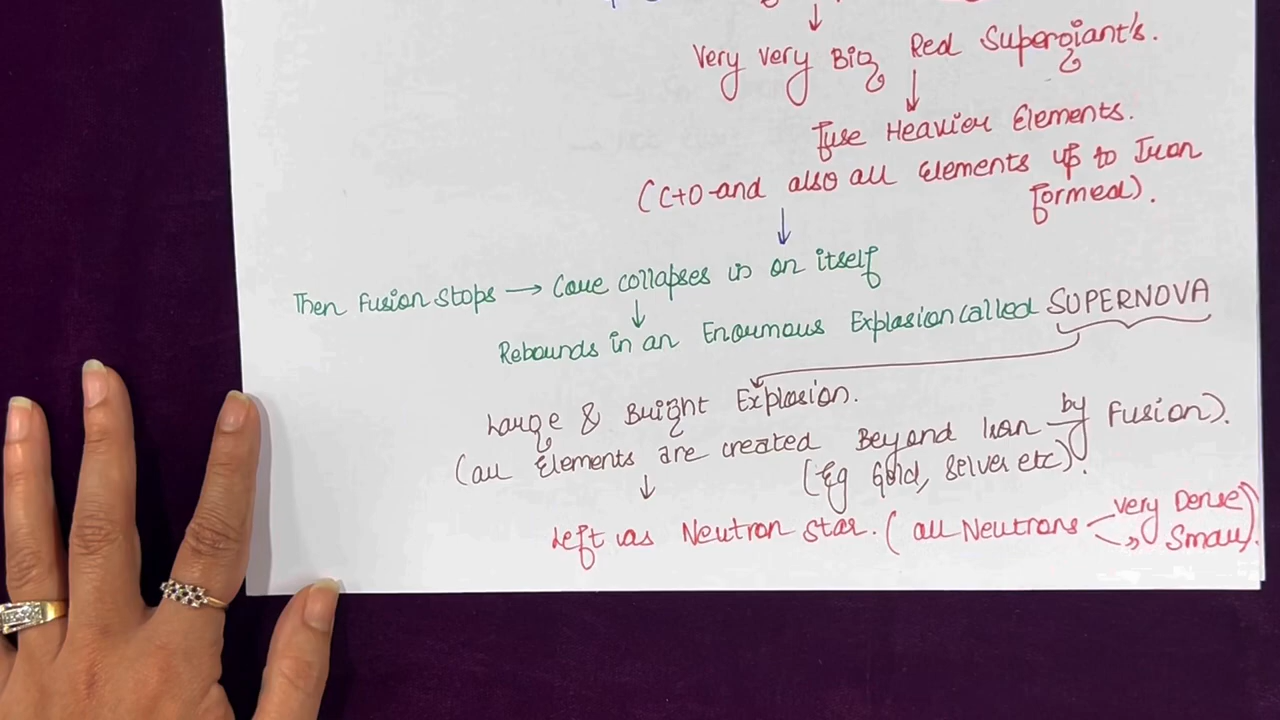 Very Very Big Red Supergiant's.
Fuse Heavier Elements.
(C+O and also all Elements up to Iron
formed).
Then Fusion Stops → Core collapses in on itself
Rebounds in an Enormous Explosion called SUPERNOVA
Large & Bright Explosion.
(all Elements are created Beyond Iron by Fusion).
(Eg Gold, Silver etc).
Left as Neutron Star. (all Neutrons Very Dense
Small).